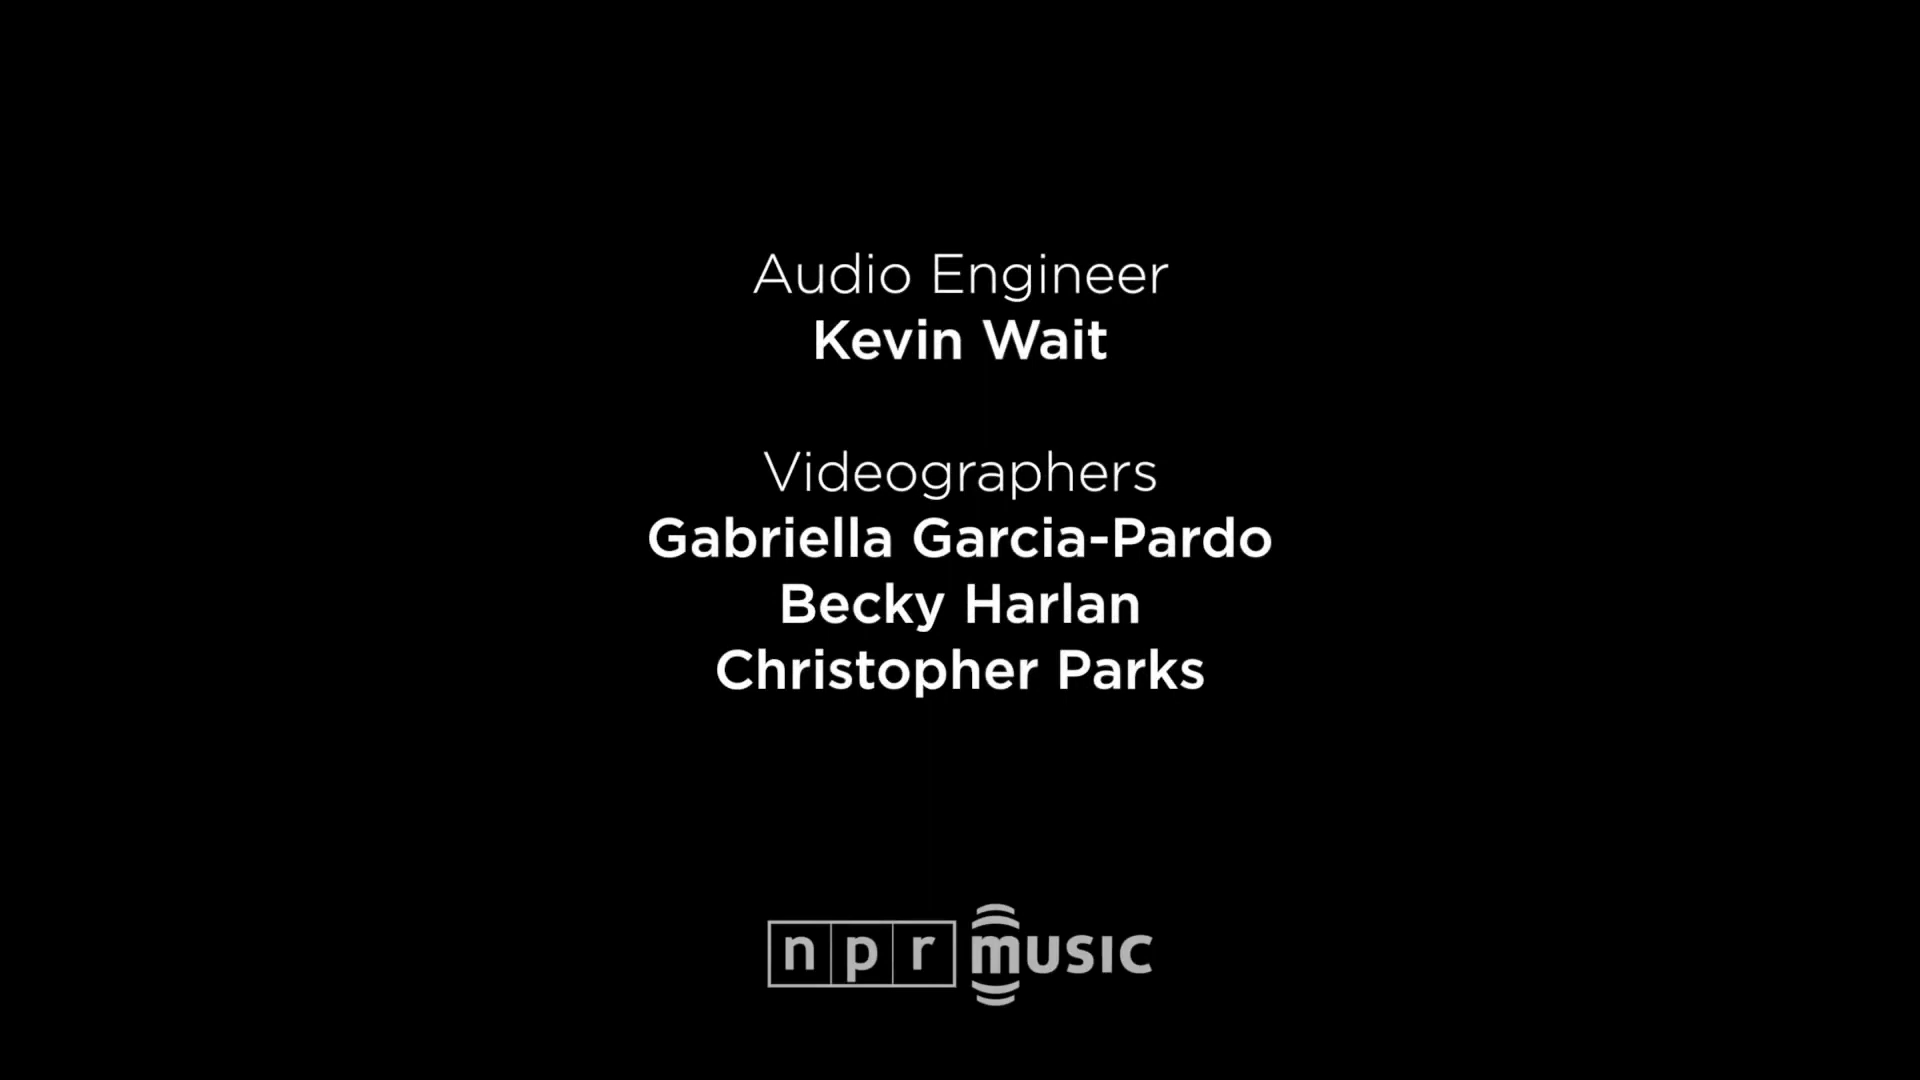 Audio Engineer
Kevin Wait
Videographers
Gabriella Garcia-Pardo
Becky Harlan
Christopher Parks
npr music